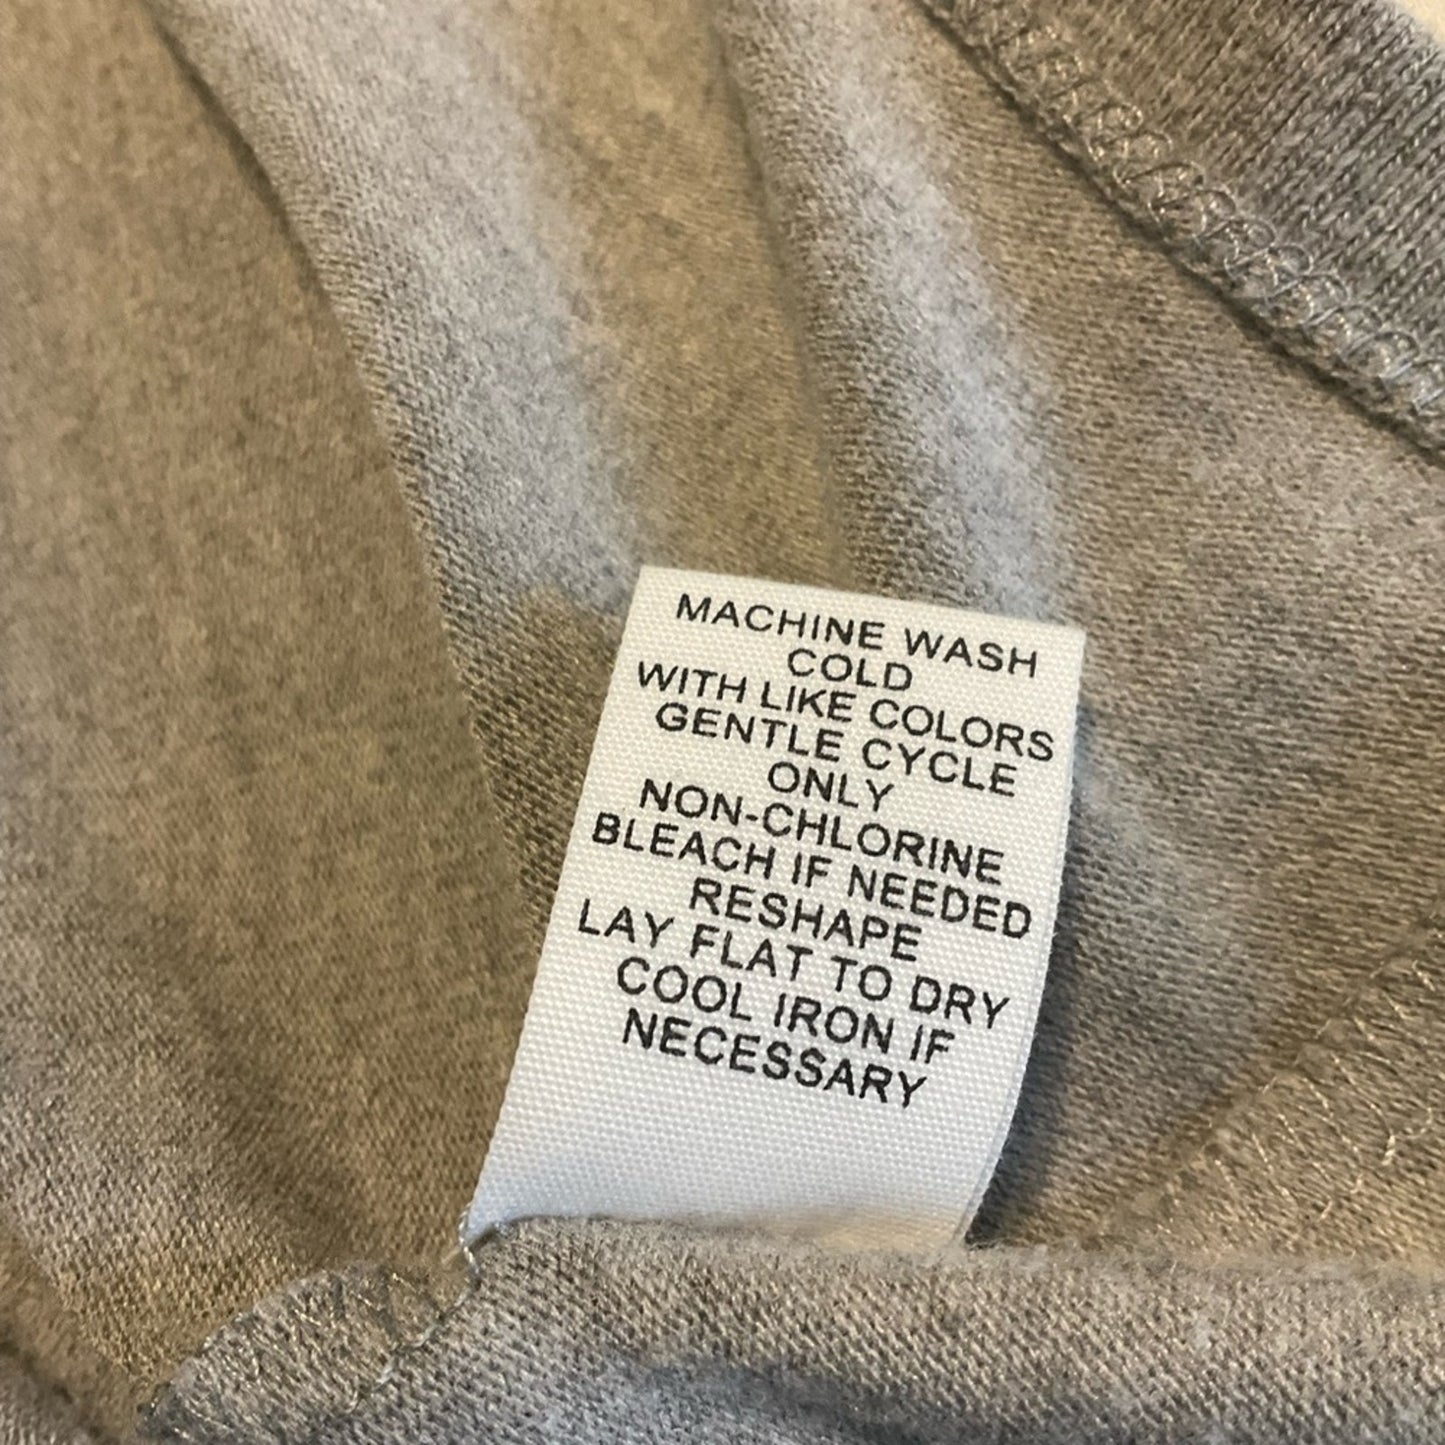 MACHINE WASH
COLD
WITH LIKE COLORS
GENTLE CYCLE
ONLY
NON-CHLORINE
BLEACH IF NEEDED
RESHAPE
LAY FLAT TO DRY
COOL IRON IF
NECESSARY